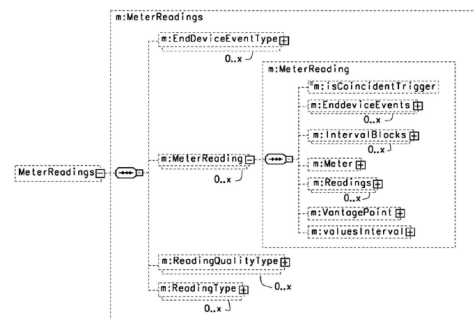 m:MeterReadings
m:EndDeviceEventType
0..x
m:MeterReading
m:isCoincidentTrigger
m:EnddeviceEvents
0..x
m:IntervalBlocks
0..x
MeterReadings
m:MeterReading
0..x
m:Meter
m:Readings
0..x
m:VantagePoint
m:valuesInterval
m:ReadingQualityType
0..x
m:ReadingType
0..x